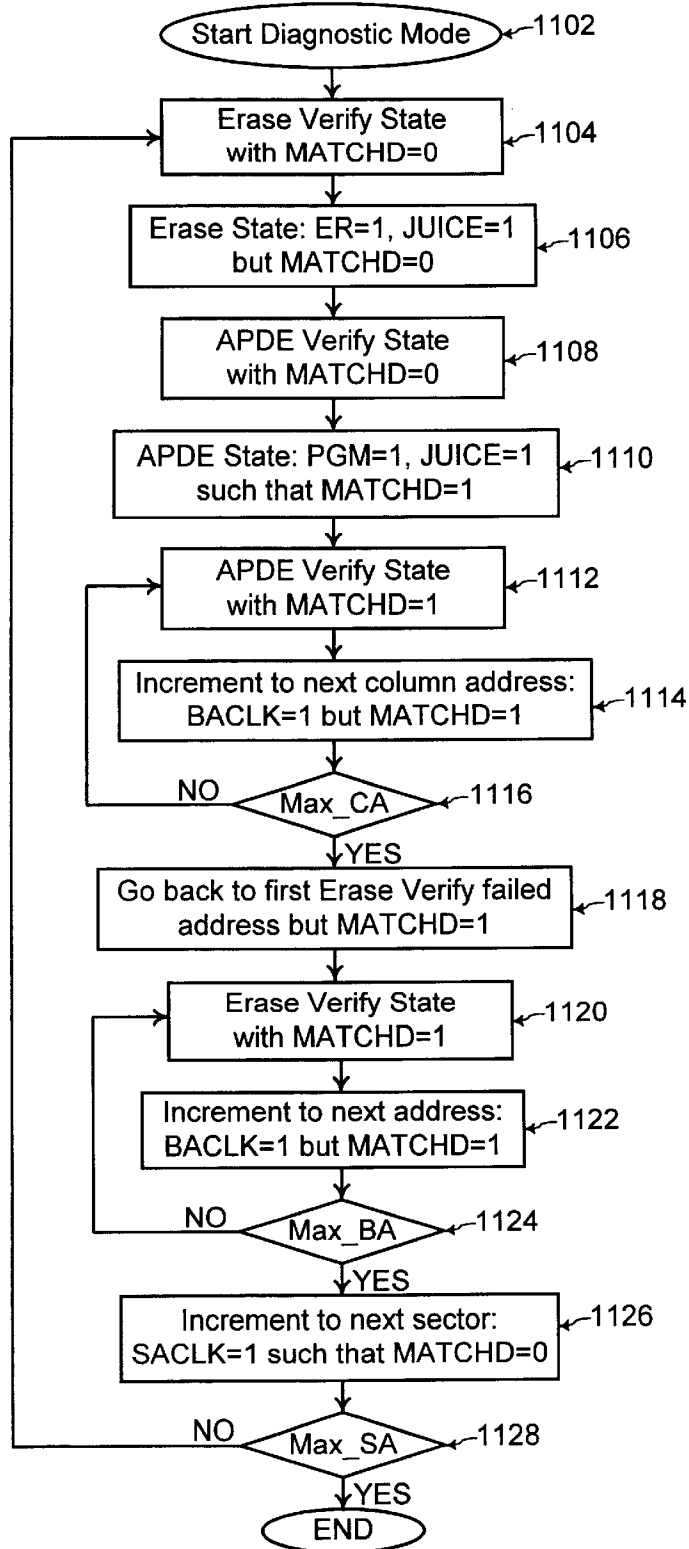 Start Diagnostic Mode
1102
Erase Verify State
with MATCHD=0
1104
Erase State: ER=1, JUICE=1
but MATCHD=0
1106
APDE Verify State
with MATCHD=0
1108
APDE State: PGM=1, JUICE=1
such that MATCHD=1
1110
APDE Verify State
with MATCHD=1
1112
Increment to next column address:
BACLK=1 but MATCHD=1
1114
NO
Max_CA
1116
YES
Go back to first Erase Verify failed
address but MATCHD=1
1118
Erase Verify State
with MATCHD=1
1120
Increment to next address:
BACLK=1 but MATCHD=1
1122
NO
Max_BA
1124
YES
Increment to next sector:
SACLK=1 such that MATCHD=0
1126
NO
Max_SA
1128
YES
END